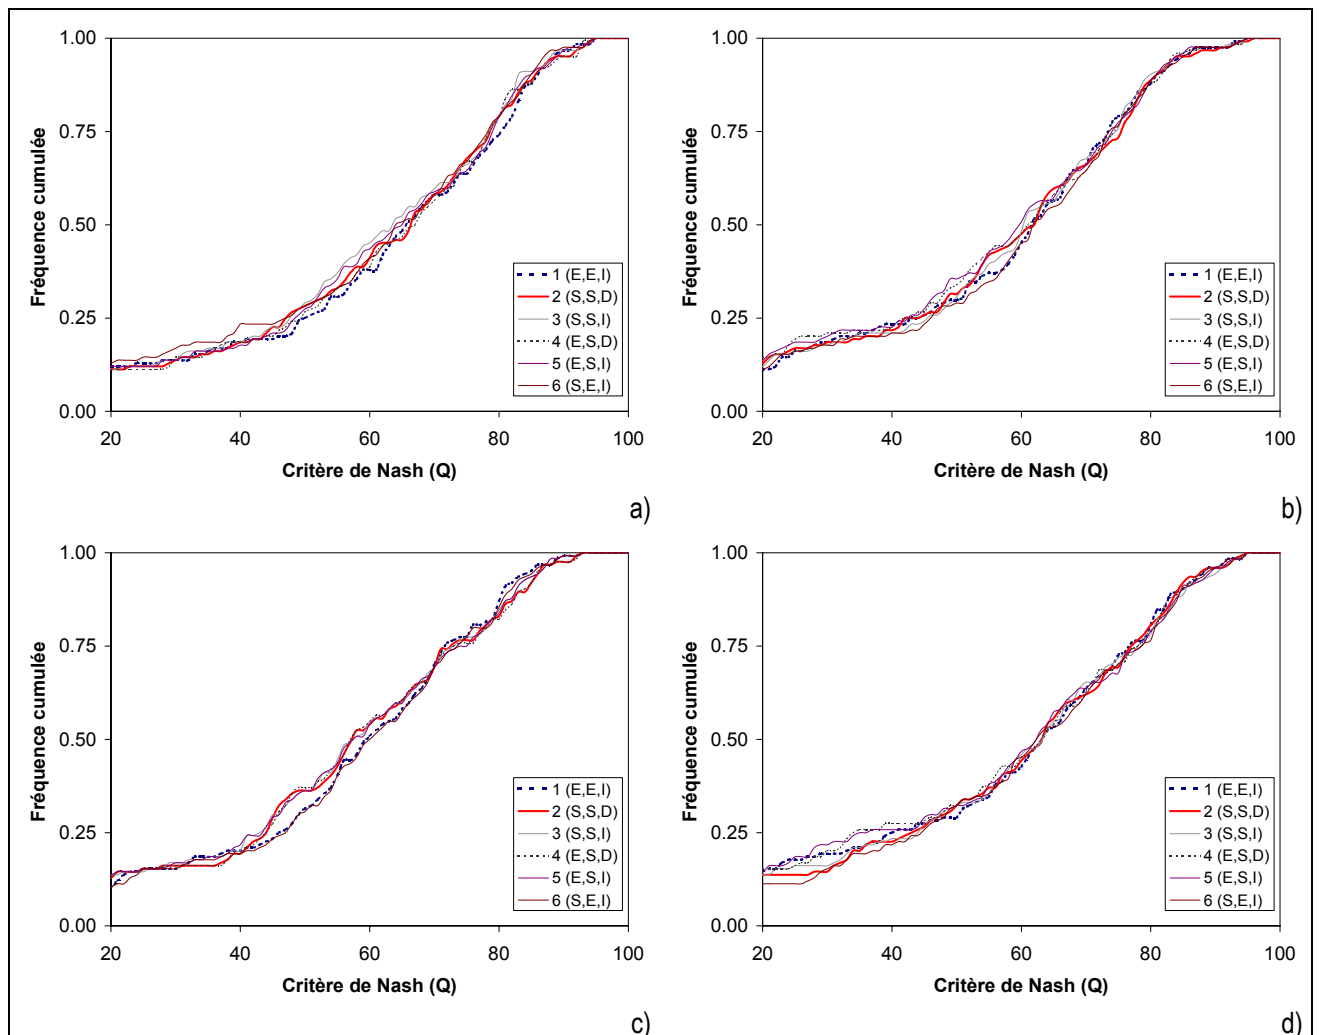 1.00
0.75
0.50
0.25
0.00
Fréquence cumulée
1 (E,E,I)
2 (S,S,D)
3 (S,S,I)
4 (E,S,D)
5 (E,S,I)
6 (S,E,I)
20 40 60 80 100
Critère de Nash (Q)
a)
1.00
0.75
0.50
0.25
0.00
Fréquence cumulée
1 (E,E,I)
2 (S,S,D)
3 (S,S,I)
4 (E,S,D)
5 (E,S,I)
6 (S,E,I)
20 40 60 80 100
Critère de Nash (Q)
b)
1.00
0.75
0.50
0.25
0.00
Fréquence cumulée
1 (E,E,I)
2 (S,S,D)
3 (S,S,I)
4 (E,S,D)
5 (E,S,I)
6 (S,E,I)
20 40 60 80 100
Critère de Nash (Q)
c)
1.00
0.75
0.50
0.25
0.00
Fréquence cumulée
1 (E,E,I)
2 (S,S,D)
3 (S,S,I)
4 (E,S,D)
5 (E,S,I)
6 (S,E,I)
20 40 60 80 100
Critère de Nash (Q)
d)